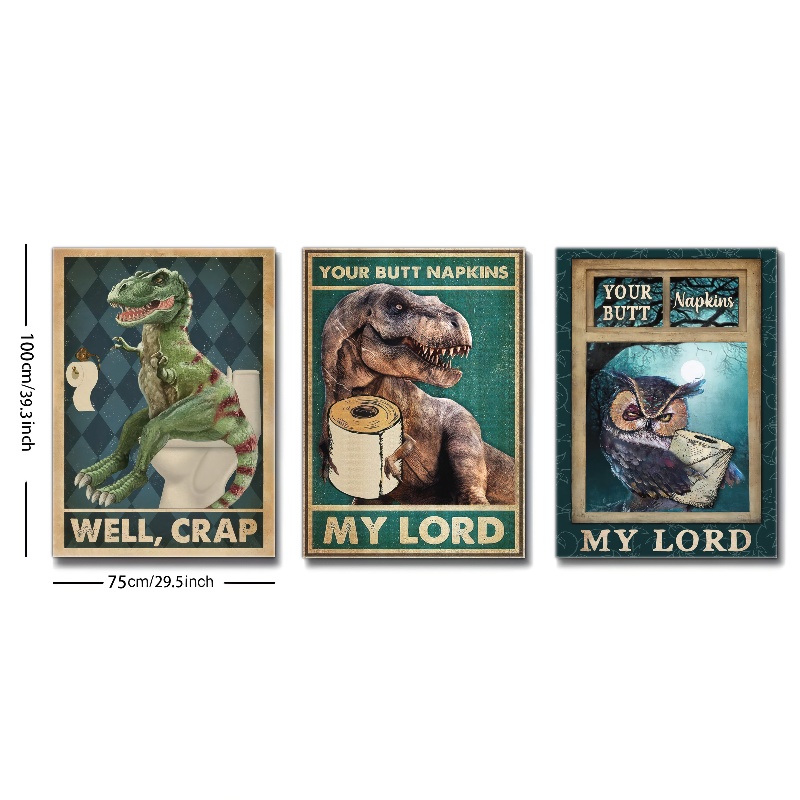 100cm/39.3inch
75cm/29.5inch
WELL, CRAP
YOUR BUTT NAPKINS
MY LORD
YOUR
BUTT
Napkins
MY LORD